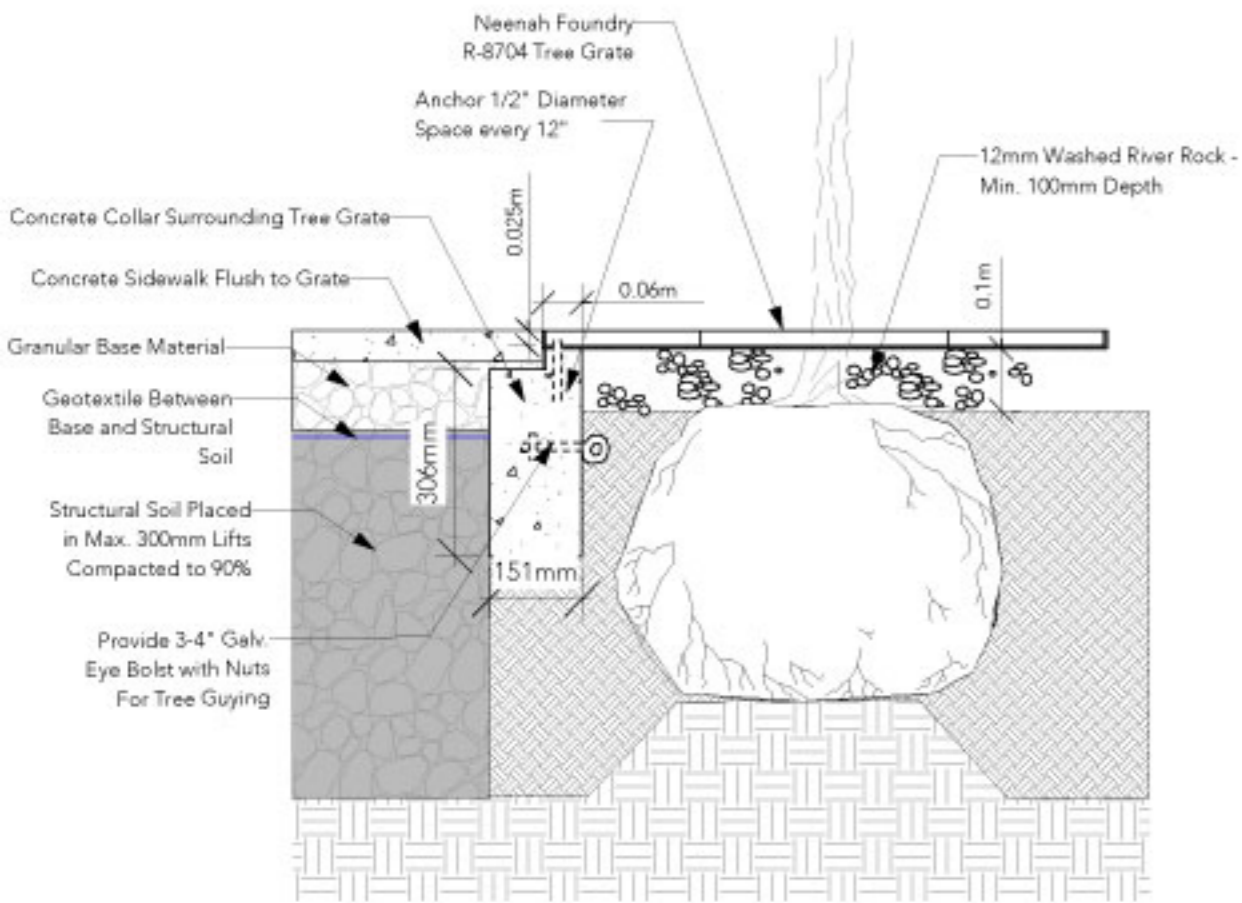 Neenah Foundry
R-8704 Tree Grate
Anchor 1/2" Diameter
Space every 12"
12mm Washed River Rock -
Min. 100mm Depth
Concrete Collar Surrounding Tree Grate
0.025m
Concrete Sidewalk Flush to Grate
0.06m
0.1m
Granular Base Material
Geotextile Between
Base and Structural
Soil
306mm
Structural Soil Placed
in Max. 300mm Lifts
Compacted to 90%
151mm
Provide 3-4" Galv.
Eye Bolst with Nuts
For Tree Guying